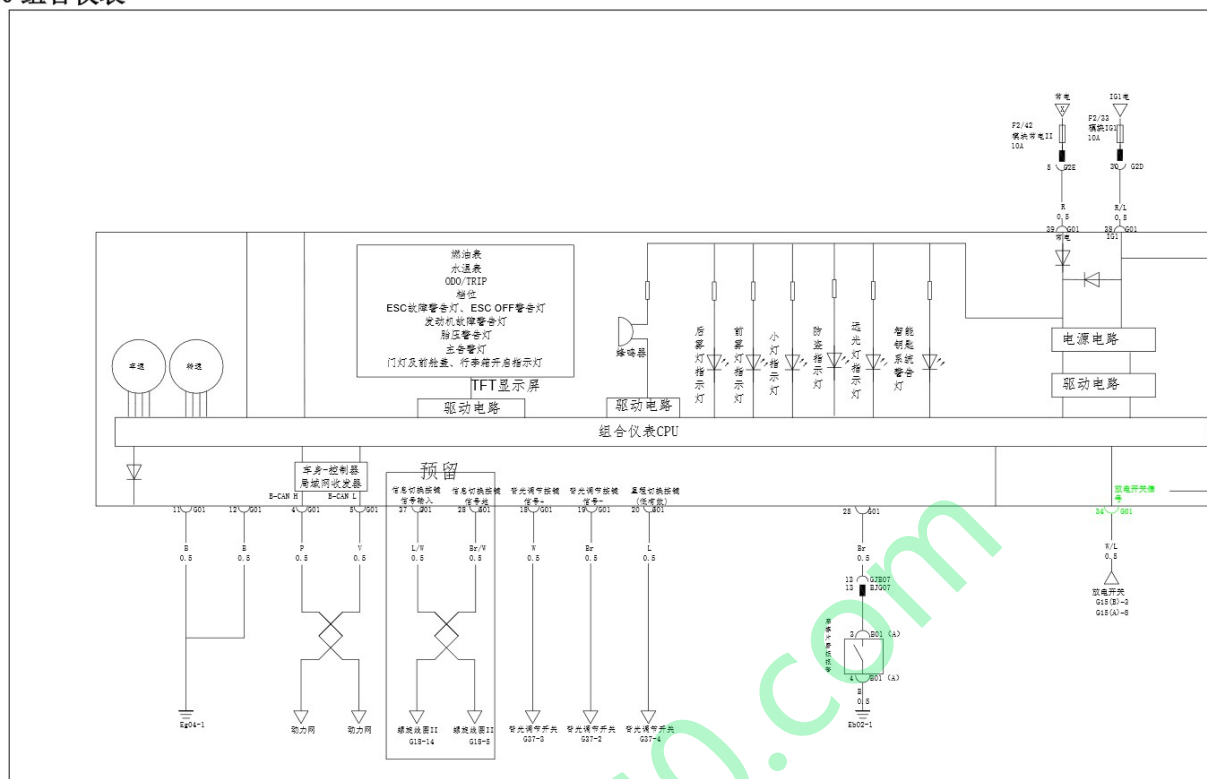 组合仪表
常电
IG1电
F2/42
模块常电II
10A
F2/33
模块IG1
10A
5 G2E
30 G2D
R
0.5
R/L
0.5
39 G01
常电
38 G01
IG1
燃油表
水温表
ODO/TRIP
档位
ESC故障警告灯、ESC OFF警告灯
发动机故障警告灯
胎压警告灯
主告警灯
门灯及前舱盖、行李箱开启指示灯
TFT显示屏
车速
转速
蜂鸣器
后雾灯指示灯
前雾灯指示灯
小灯指示灯
防盗指示灯
远光灯指示灯
智能钥匙系统警告灯
电源电路
驱动电路
驱动电路
驱动电路
组合仪表CPU
车身-控制器
局域网收发器
B-CAN H
B-CAN L
预留
信息切换按键
信号输入
信息切换按键
信号地
背光调节按键
信号+
背光调节按键
信号-
里程切换按键
(低有效)
放电开关信
号
11 G01
12 G01
4 G01
5 G01
37 G01
G01
18 G01
19 G01
20 G01
G01
34 G01
B
0.5
B
0.5
P
0.5
V
0.5
L/W
0.5
Br/W
0.5
W
0.5
Br
0.5
L
0.5
Br
0.5
W/L
0.5
13 GJB07
13 BJG07
3 B01 (A)
4 B01 (A)
B
0.5
放电开关
G15(B)-3
Eg04-1
动力网
动力网
螺旋线圈II
G18-14
螺旋线圈II
背光调节开关
G37-3
背光调节开关
G37-2
背光调节开关
G37-4
Eb02-1